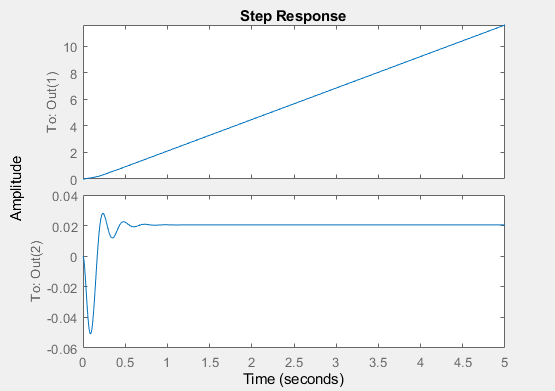 Step Response
Amplitude
To: Out(1)
10
8
6
4
2
0
To: Out(2)
0.04
0.02
0
-0.02
-0.04
-0.06
0 0.5 1 1.5 2 2.5 3 3.5 4 4.5 5
Time (seconds)